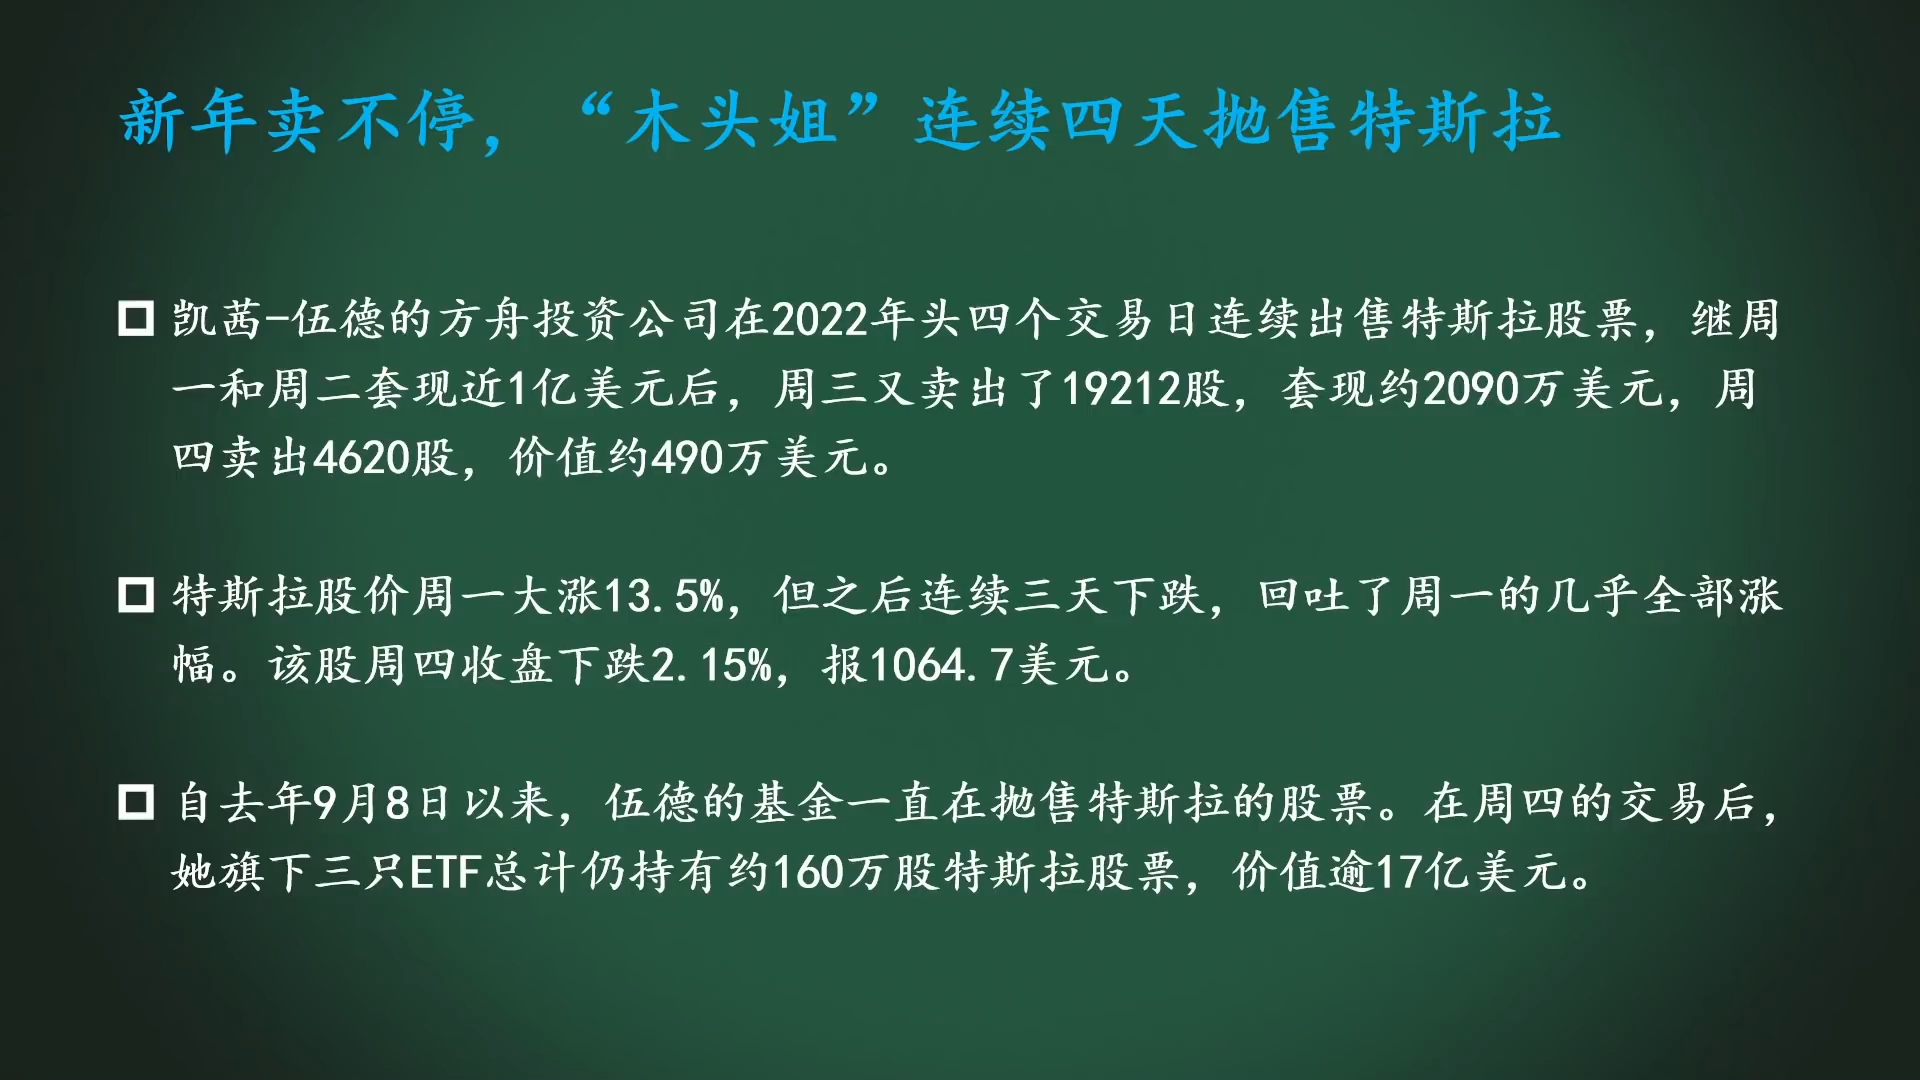 新年卖不停，“木头姐”连续四天抛售特斯拉
凯茜-伍德的方舟投资公司在2022年头四个交易日连续出售特斯拉股票，继周
一和周二套现近1亿美元后，周三又卖出了19212股，套现约2090万美元，周
四卖出4620股，价值约490万美元。
特斯拉股价周一大涨13.5%，但之后连续三天下跌，回吐了周一的几乎全部涨
幅。该股周四收盘下跌2.15%，报1064.7美元。
自去年9月8日以来，伍德的基金一直在抛售特斯拉的股票。在周四的交易后，
她旗下三只ETF总计仍持有约160万股特斯拉股票，价值逾17亿美元。